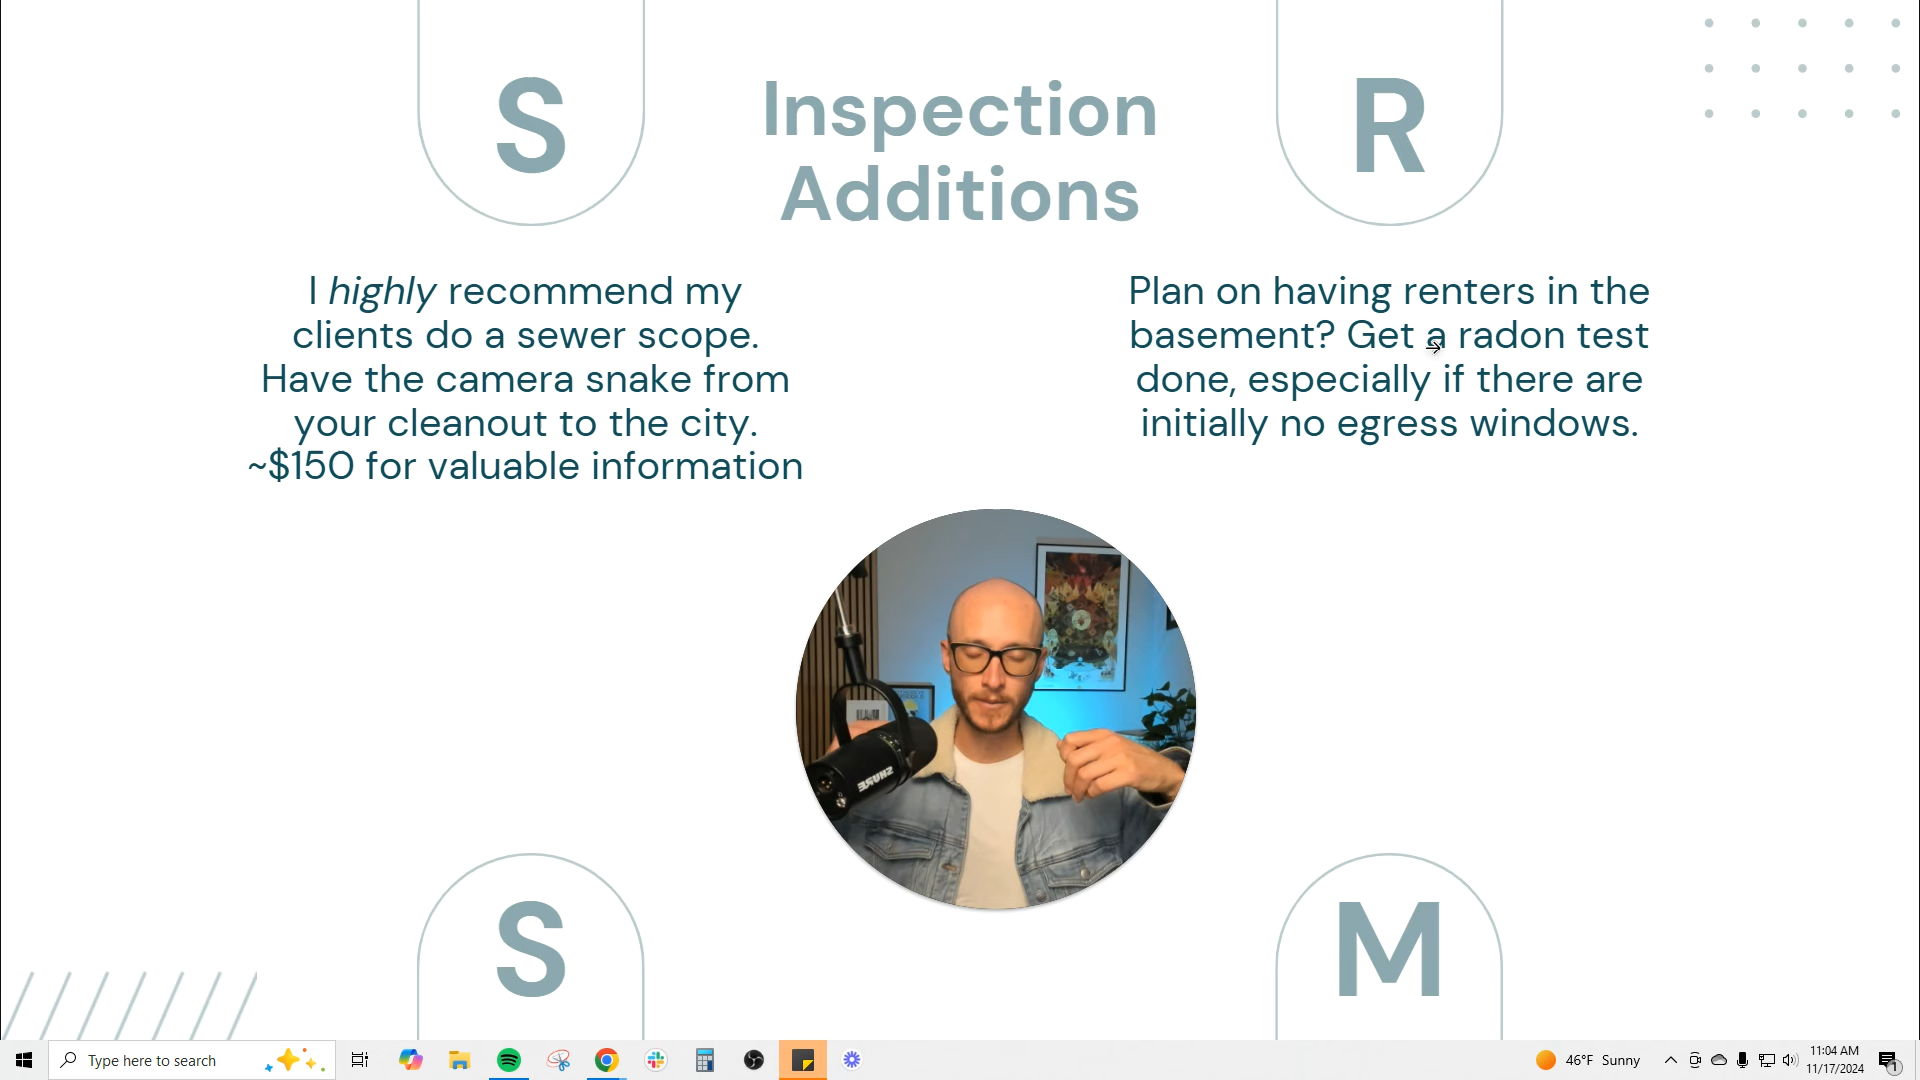 S
Inspection
Additions
R
I highly recommend my
clients do a sewer scope.
Have the camera snake from
your cleanout to the city.
~$150 for valuable information
Plan on having renters in the
basement? Get a radon test
done, especially if there are
initially no egress windows.
SHURE
S
M
Type here to search
46°F Sunny
11:04 AM
11/17/2024
1